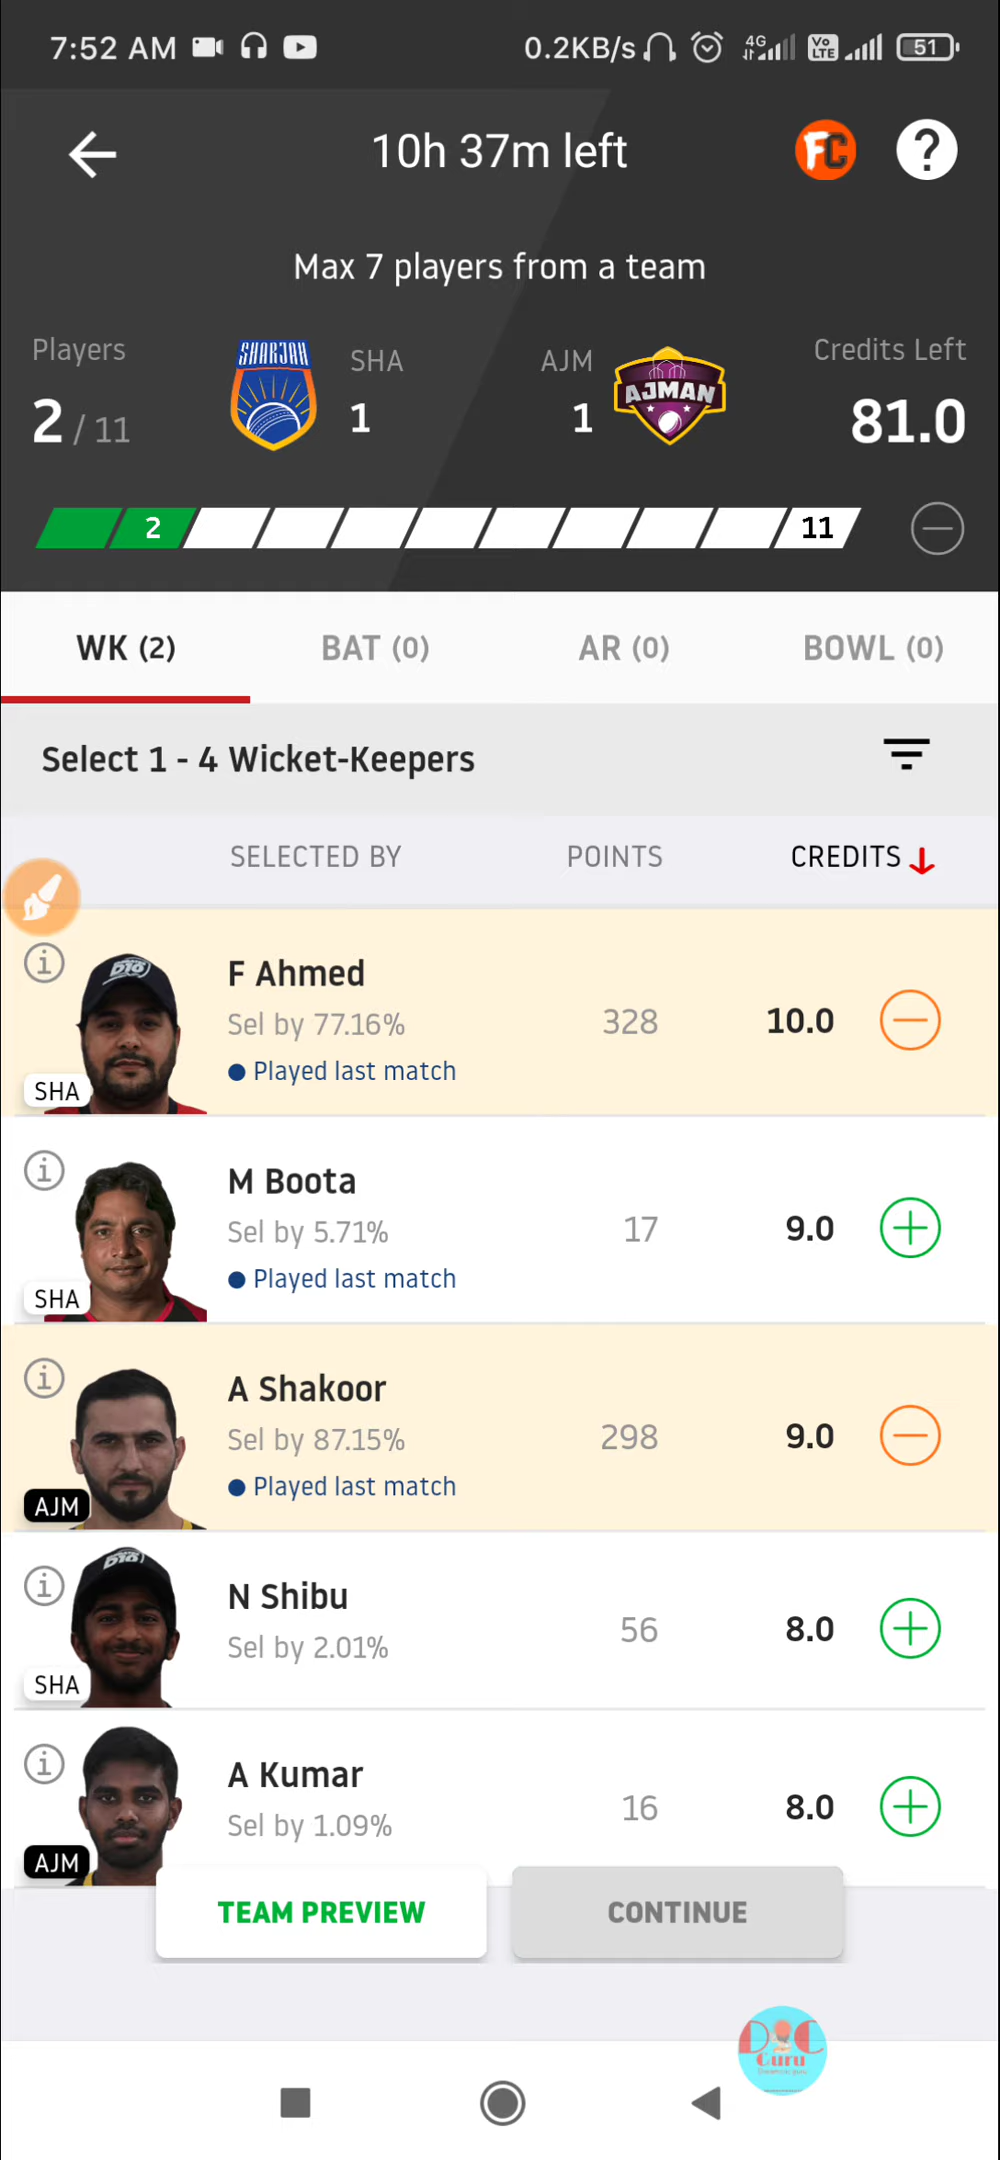 7:52 AM
0.2KB/s
4G
Vo
LTE
51
10h 37m left
FC
?
Max 7 players from a team
Players
2 / 11
SHARJAH
SHA
1
AJM
1
AJMAN
Credits Left
81.0
2
11
WK (2)
BAT (0)
AR (0)
BOWL (0)
Select 1 - 4 Wicket-Keepers
SELECTED BY
POINTS
CREDITS
F Ahmed
Sel by 77.16%
Played last match
328
10.0
D10
SHA
M Boota
Sel by 5.71%
Played last match
17
9.0
SHA
A Shakoor
Sel by 87.15%
Played last match
298
9.0
AJM
N Shibu
Sel by 2.01%
56
8.0
D10
SHA
A Kumar
Sel by 1.09%
16
8.0
AJM
TEAM PREVIEW
CONTINUE
D C
Guru